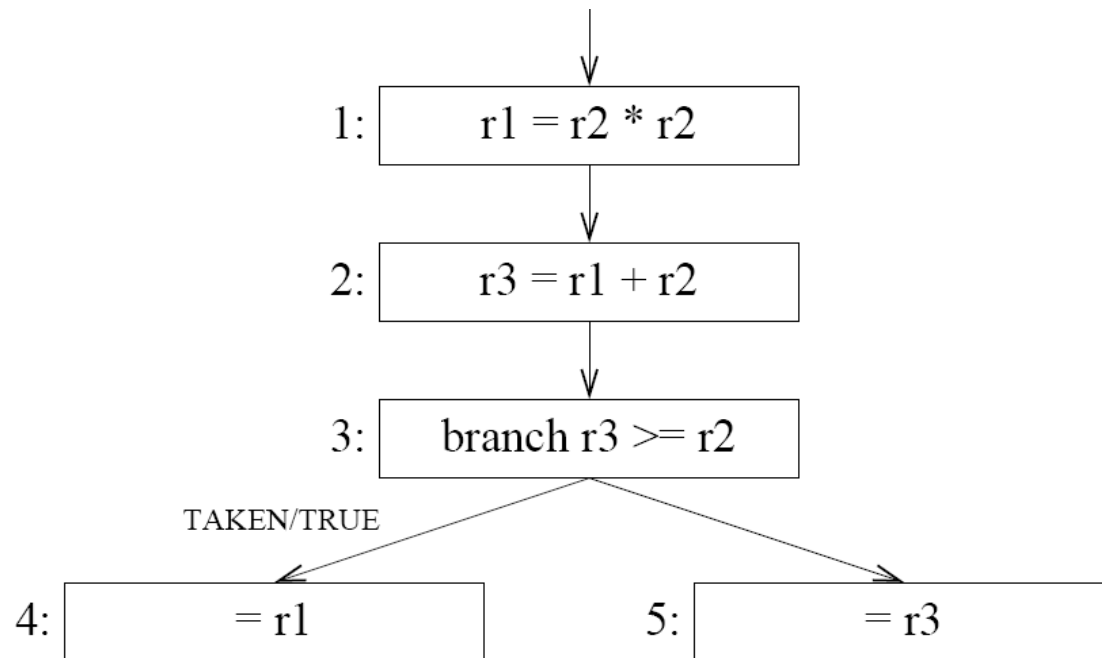 1: r1 = r2 * r2
2: r3 = r1 + r2
3: branch r3 >= r2
TAKEN/TRUE
4: = r1
5: = r3